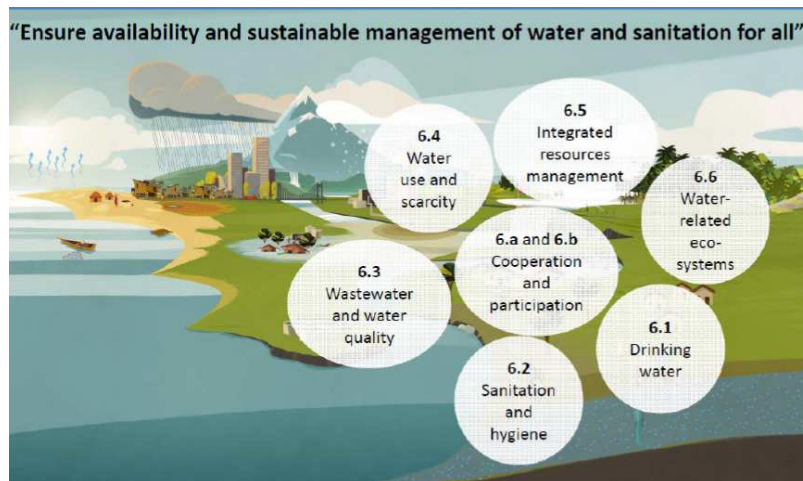 “Ensure availability and sustainable management of water and sanitation for all”
6.5
Integrated
resources
management
6.4
Water
use and
scarcity
6.6
Water-
related
eco-
systems
6.a and 6.b
Cooperation
and
participation
6.3
Wastewater
and water
quality
6.1
Drinking
water
6.2
Sanitation
and
hygiene